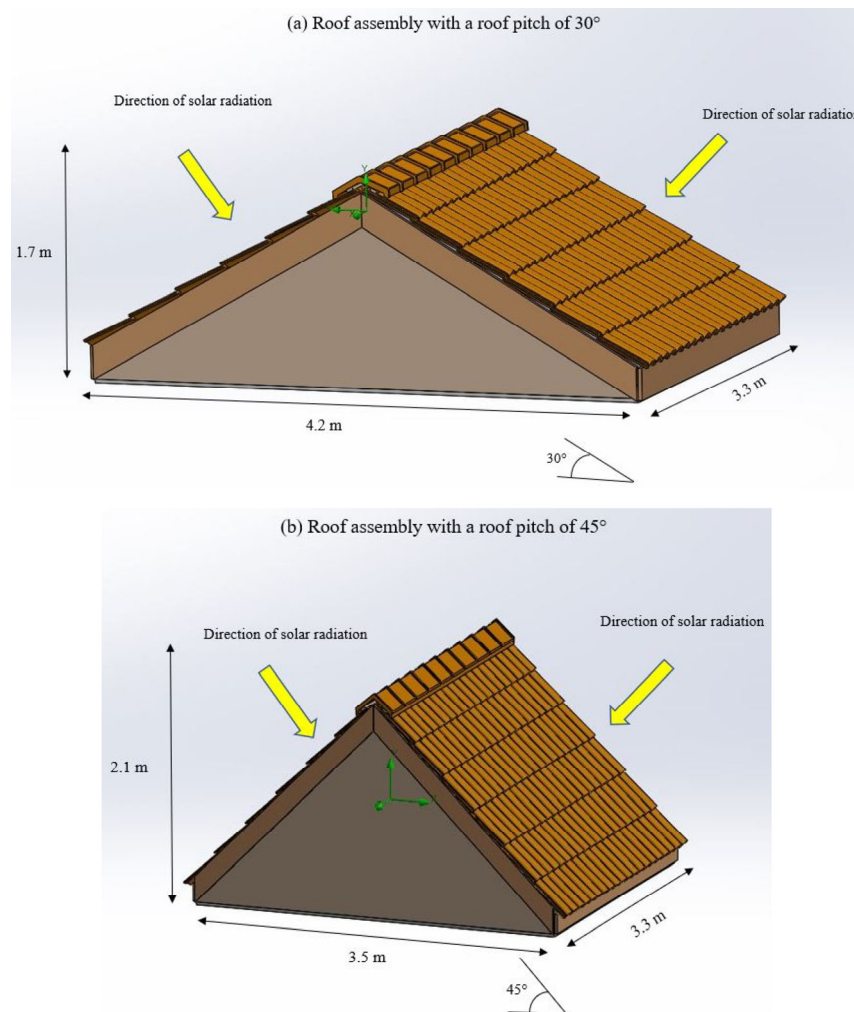 (a) Roof assembly with a roof pitch of 30°
Direction of solar radiation
Direction of solar radiation
Y
1.7 m
3.3 m
4.2 m
30°
(b) Roof assembly with a roof pitch of 45°
Direction of solar radiation
Direction of solar radiation
2.1 m
3.3 m
3.5 m
45°